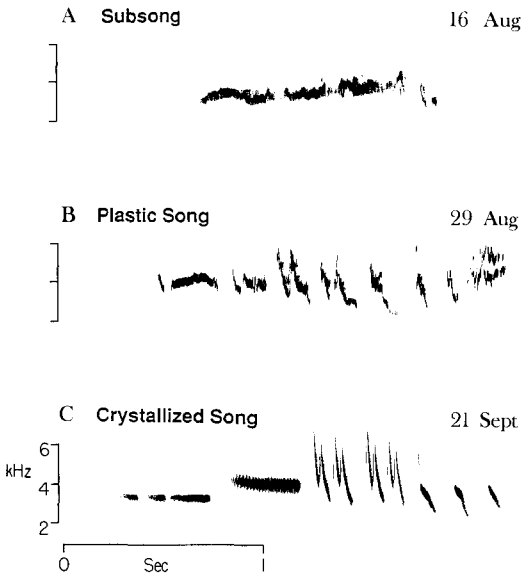 A Subsong 16 Aug
B Plastic Song 29 Aug
C Crystallized Song 21 Sept
6
kHz
4
2
0 Sec 1